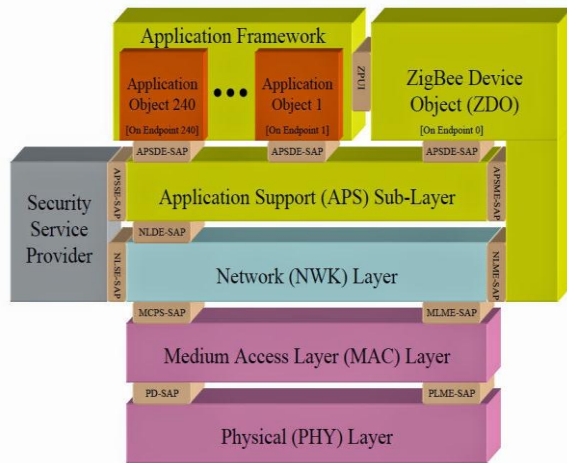 Application Framework
Application
Object 240
[On Endpoint 240]
Application
Object 1
[On Endpoint 1]
ZPUI
ZigBee Device
Object (ZDO)
[On Endpoint 0]
APSDE-SAP
APSDE-SAP
APSDE-SAP
Security
Service
Provider
APSSE-SAP
Application Support (APS) Sub-Layer
APSME-SAP
NLDE-SAP
NLSE-SAP
Network (NWK) Layer
NLME-SAP
MCPS-SAP
MLME-SAP
Medium Access Layer (MAC) Layer
PD-SAP
PLME-SAP
Physical (PHY) Layer